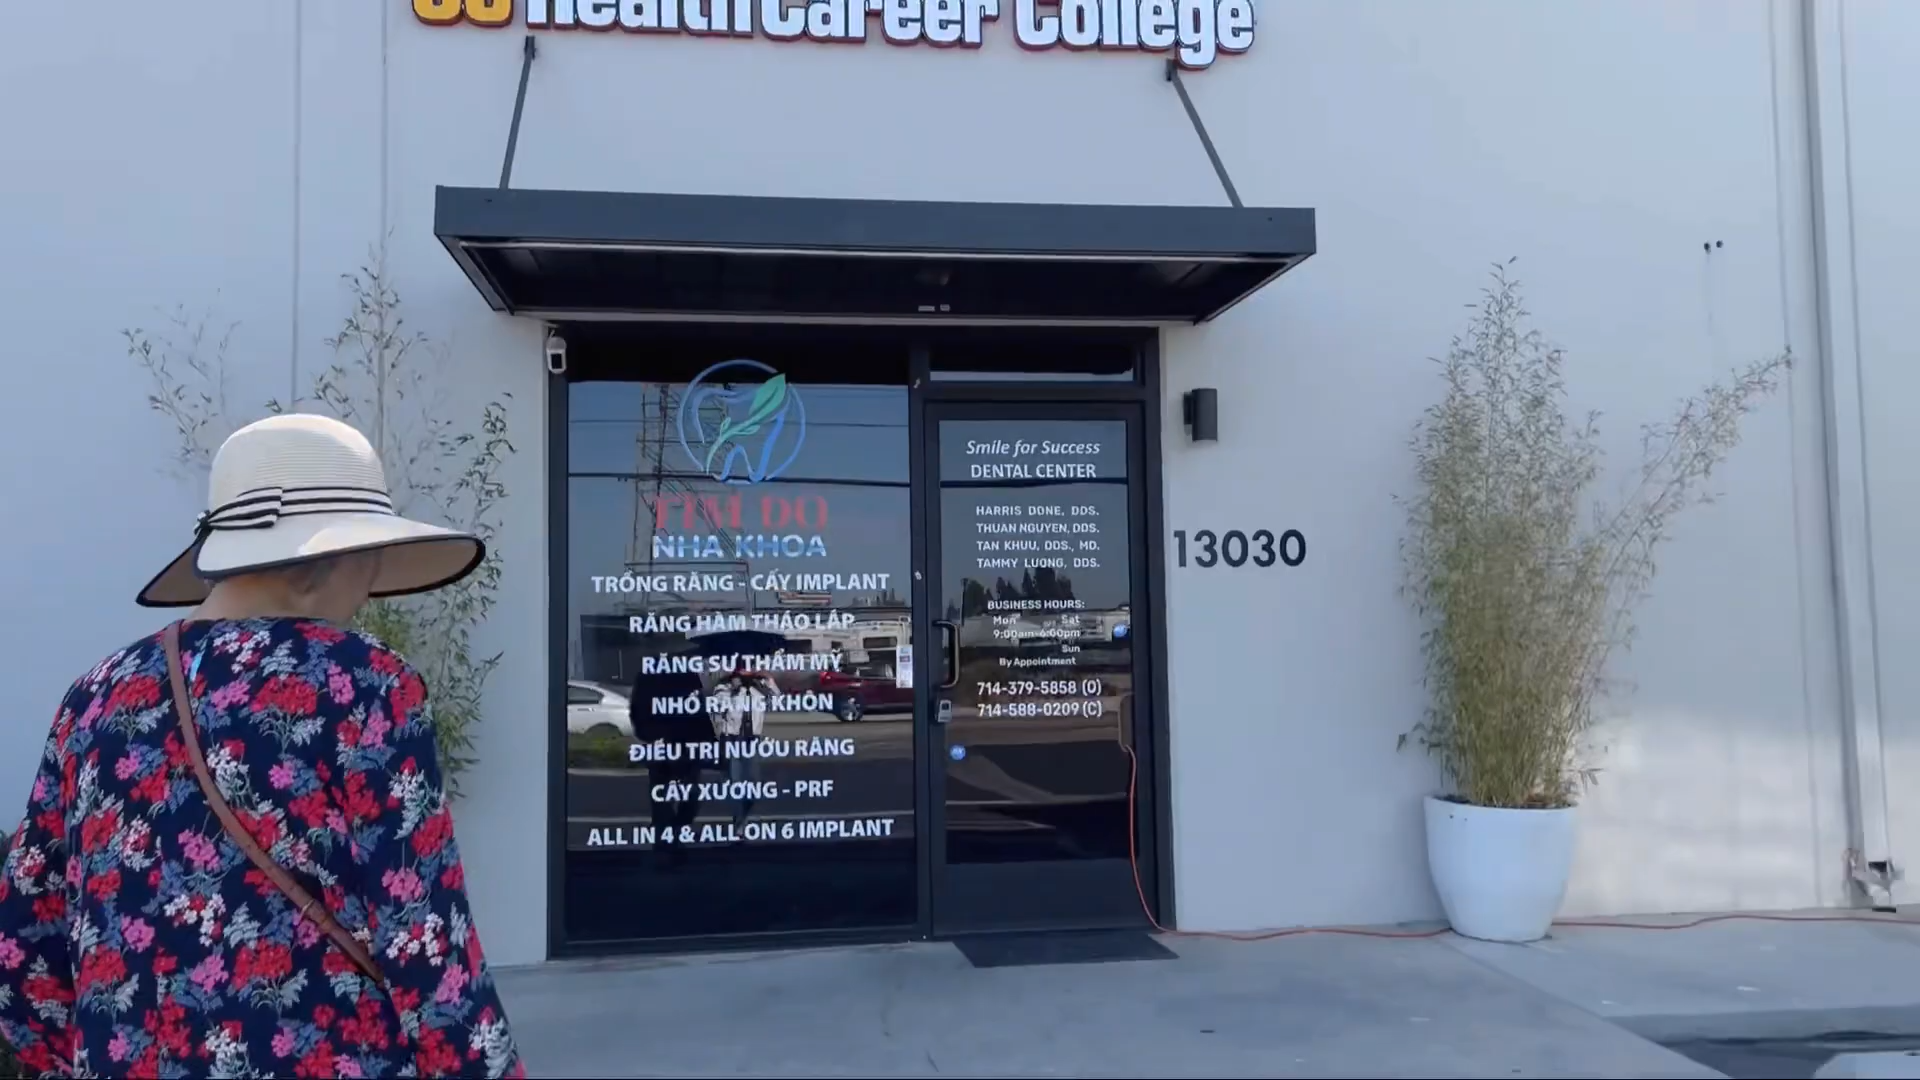 Health Career College
TIM DO
NHA KHOA
TRỒNG RĂNG - CẤY IMPLANT
RĂNG HÀM THÁO LẮP
RĂNG SỨ THẨM MỸ
NHỔ RĂNG KHÔN
ĐIỀU TRỊ NƯỚU RĂNG
CẤY XƯƠNG - PRF
ALL IN 4 & ALL ON 6 IMPLANT
Smile for Success
DENTAL CENTER
HARRIS DONE, DDS.
THUAN NGUYEN, DDS.
TAN KHUU, DDS., MD.
TAMMY LUONG, DDS.
BUSINESS HOURS:
Mon Sat
9:00am-6:00pm
Sun
By Appointment
714-379-5858 (O)
714-588-0209 (C)
13030